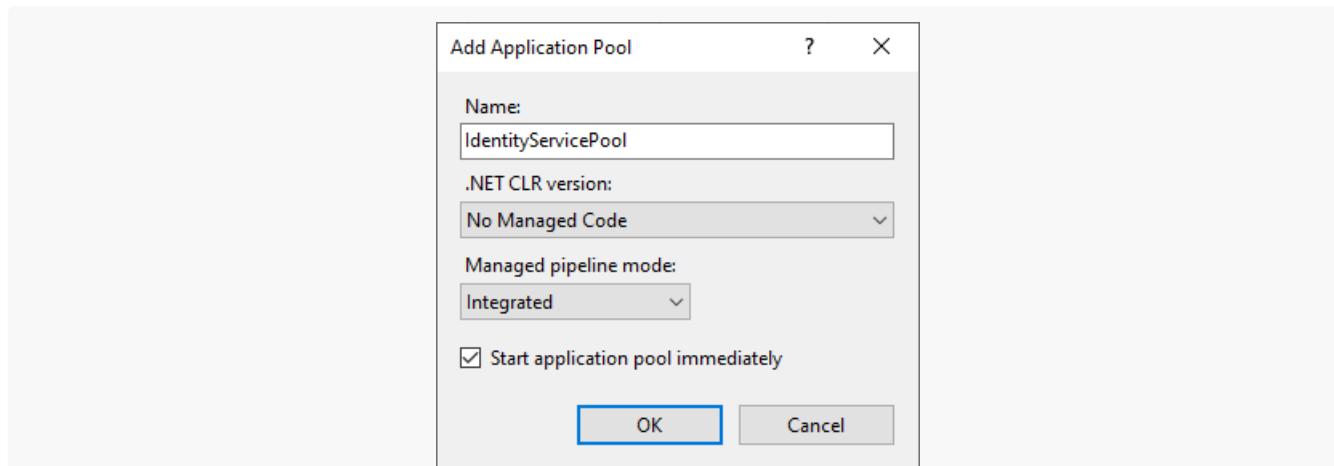 Add Application Pool ?
Name:
IdentityServicePool
.NET CLR version:
No Managed Code
Managed pipeline mode:
Integrated
Start application pool immediately
OK Cancel